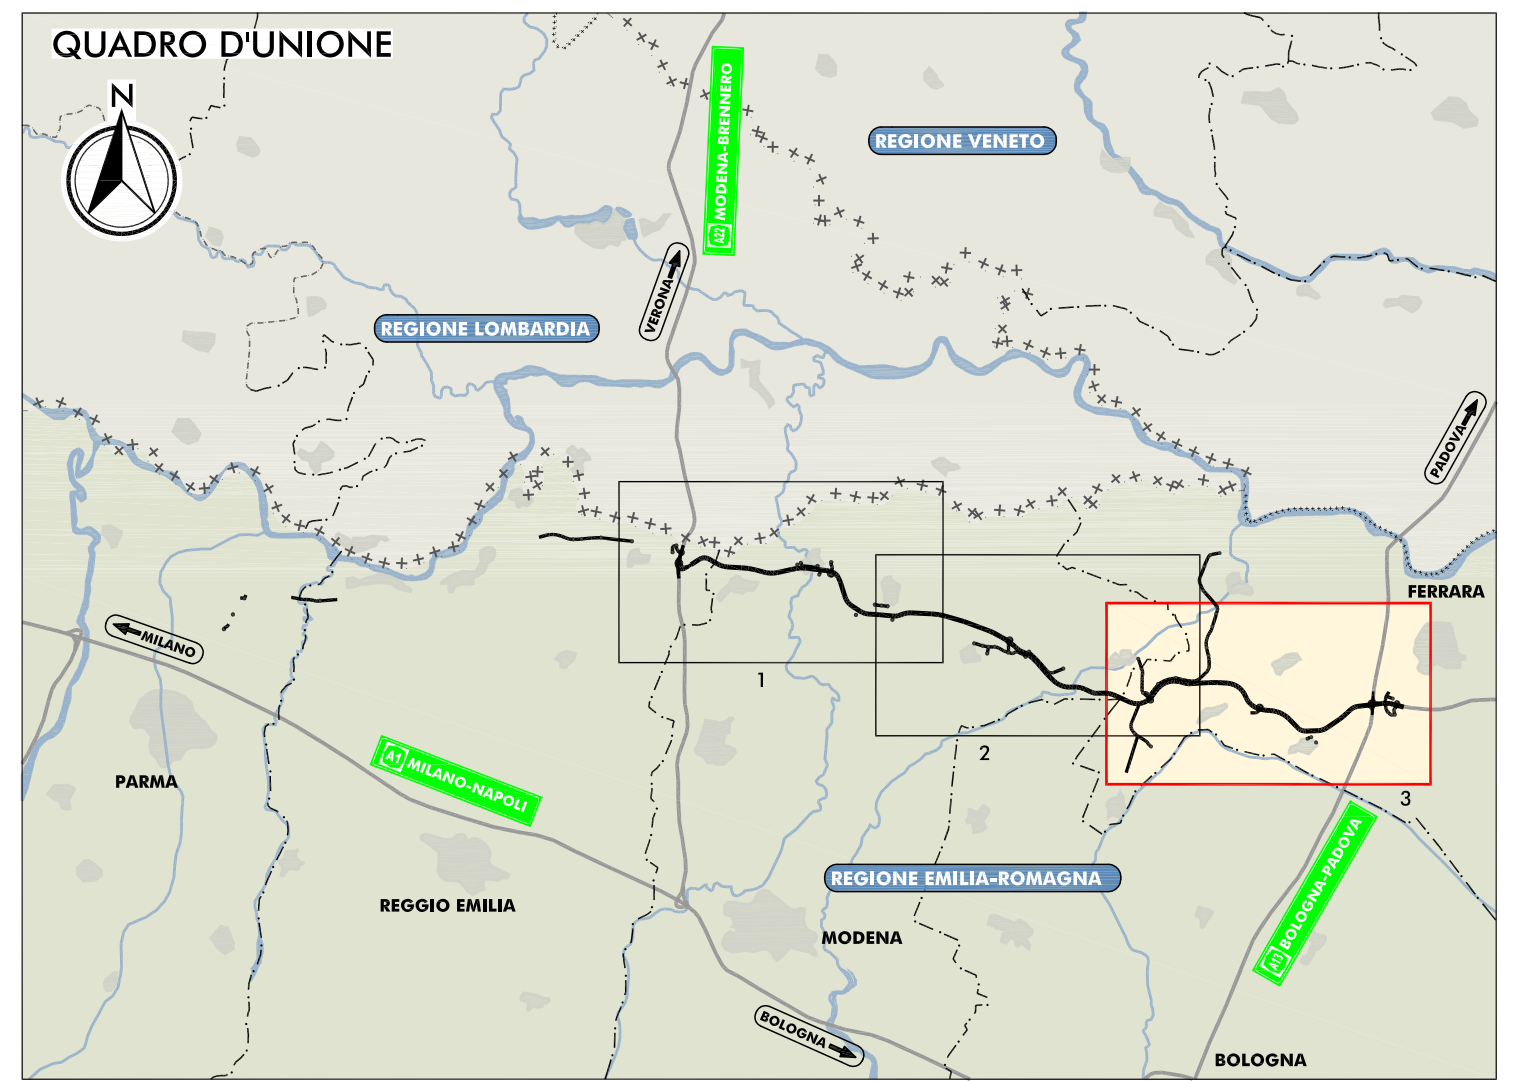 QUADRO D'UNIONE
N
A22 MODENA-BRENNERO
REGIONE VENETO
VERONA
REGIONE LOMBARDIA
PADOVA
FERRARA
MILANO
1
2
3
PARMA
A1 MILANO-NAPOLI
REGIONE EMILIA-ROMAGNA
A13 BOLOGNA-PADOVA
REGGIO EMILIA
MODENA
BOLOGNA
BOLOGNA